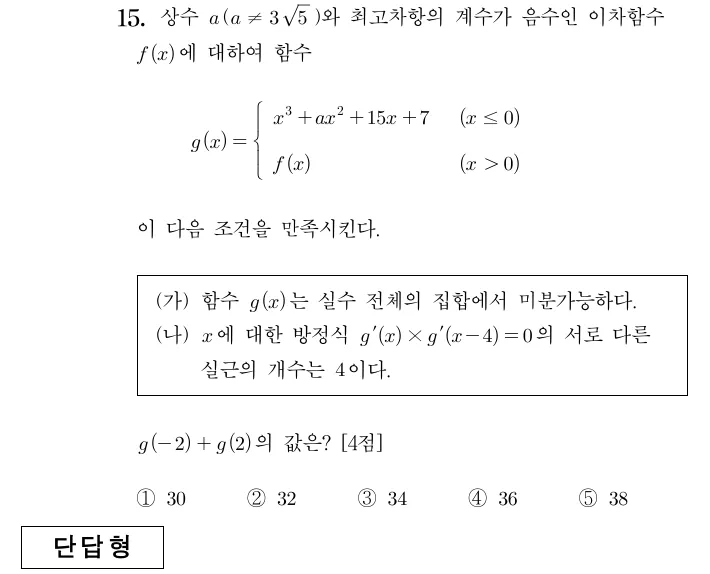 15. 상수 a(a ≠ 3√5)와 최고차항의 계수가 음수인 이차함수
f(x)에 대하여 함수
g(x) = { x³ + ax² + 15x + 7 (x ≤ 0)
f(x) (x > 0)
이 다음 조건을 만족시킨다.
(가) 함수 g(x)는 실수 전체의 집합에서 미분가능하다.
(나) x에 대한 방정식 g′(x) × g′(x-4) = 0의 서로 다른
실근의 개수는 4이다.
g(-2) + g(2)의 값은? [4점]
① 30 ② 32 ③ 34 ④ 36 ⑤ 38
단답형